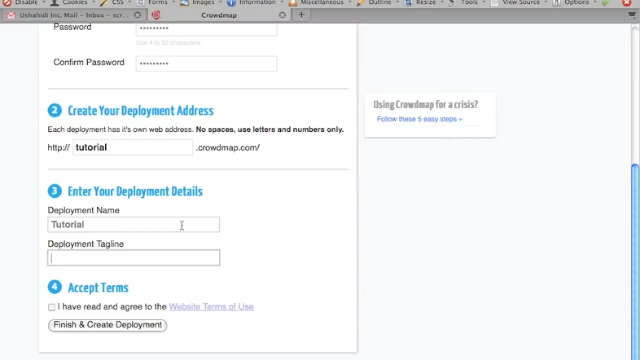 Disable Cookies CSS Forms Images Information Miscellaneous Outline Resize Tools View Source Options
Ushahidi Inc. Mail - Inbox - scr... Crowdmap
Password
•••••••••
Use 4 to 32 characters.
Confirm Password
•••••••••
2 Create Your Deployment Address
Each deployment has it's own web address. No spaces, use letters and numbers only.
http:// tutorial .crowdmap.com/
Using Crowdmap for a crisis?
Follow these 5 easy steps »
3 Enter Your Deployment Details
Deployment Name
Tutorial
Deployment Tagline
4 Accept Terms
I have read and agree to the Website Terms of Use
Finish & Create Deployment